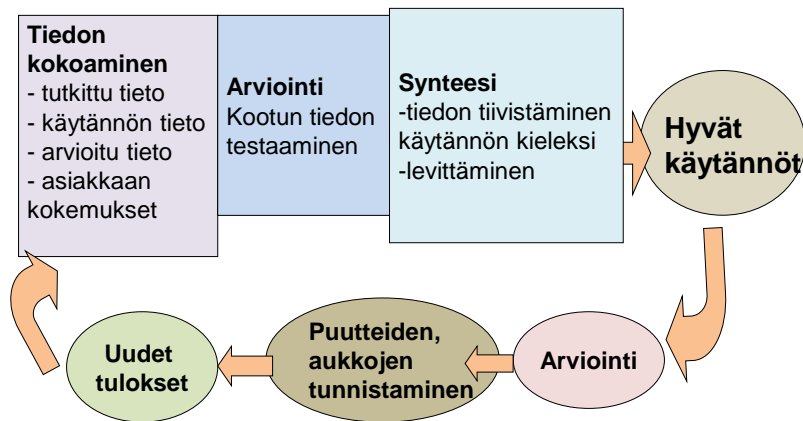 Tiedon
kokoaminen
- tutkittu tieto
- käytännön tieto
- arvioitu tieto
- asiakkaan
kokemukset
Arviointi
Kootun tiedon
testaaminen
Synteesi
-tiedon tiivistäminen
käytännön kieleksi
-levittäminen
Hyvät
käytännöt
Arviointi
Puutteiden,
aukkojen
tunnistaminen
Uudet
tulokset